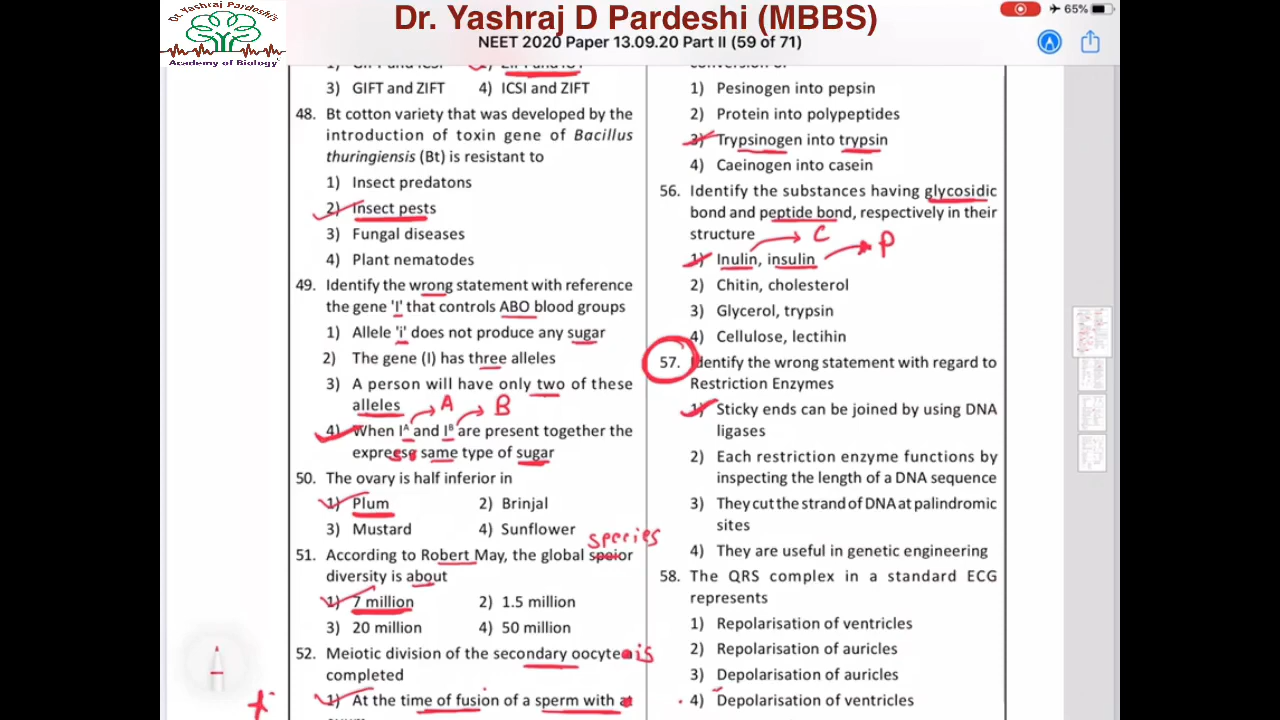 Dr. Yashraj Pardeshi's
Academy of Biology
Dr. Yashraj D Pardeshi (MBBS)
NEET 2020 Paper 13.09.20 Part II (59 of 71)
65%
3) GIFT and ZIFT 4) ICSI and ZIFT
48. Bt cotton variety that was developed by the
introduction of toxin gene of Bacillus
thuringiensis (Bt) is resistant to
1) Insect predatons
2) Insect pests
3) Fungal diseases
4) Plant nematodes
49. Identify the wrong statement with reference
the gene 'I' that controls ABO blood groups
1) Allele 'i' does not produce any sugar
2) The gene (I) has three alleles
3) A person will have only two of these
alleles
A B
4) When Iᴬ and Iᴮ are present together the
express same type of sugar
50. The ovary is half inferior in
1) Plum 2) Brinjal
3) Mustard 4) Sunflower
species
51. According to Robert May, the global speior
diversity is about
1) 7 million 2) 1.5 million
3) 20 million 4) 50 million
52. Meiotic division of the secondary oocyte is
completed
1) At the time of fusion of a sperm with
1) Pesinogen into pepsin
2) Protein into polypeptides
3) Trypsinogen into trypsin
4) Caeinogen into casein
56. Identify the substances having glycosidic
bond and peptide bond, respectively in their
structure
C P
1) Inulin, insulin
2) Chitin, cholesterol
3) Glycerol, trypsin
4) Cellulose, lectihin
57. Identify the wrong statement with regard to
Restriction Enzymes
1) Sticky ends can be joined by using DNA
ligases
2) Each restriction enzyme functions by
inspecting the length of a DNA sequence
3) They cut the strand of DNA at palindromic
sites
4) They are useful in genetic engineering
58. The QRS complex in a standard ECG
represents
1) Repolarisation of ventricles
2) Repolarisation of auricles
3) Depolarisation of auricles
4) Depolarisation of ventricles